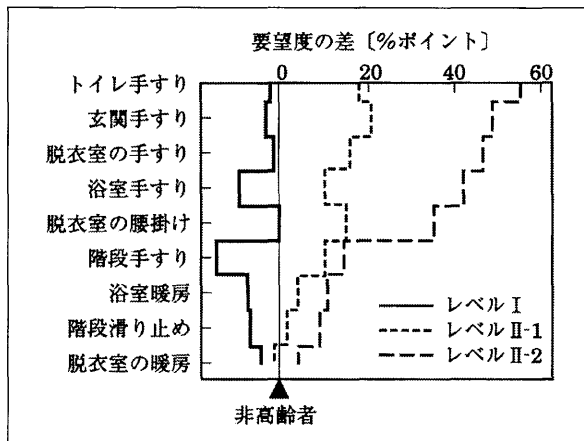 要望度の差〔%ポイント〕
0 20 40 60
トイレ手すり
玄関手すり
脱衣室の手すり
浴室手すり
脱衣室の腰掛け
階段手すり
浴室暖房
階段滑り止め
脱衣室の暖房
レベルⅠ
レベルⅡ-1
レベルⅡ-2
非高齢者